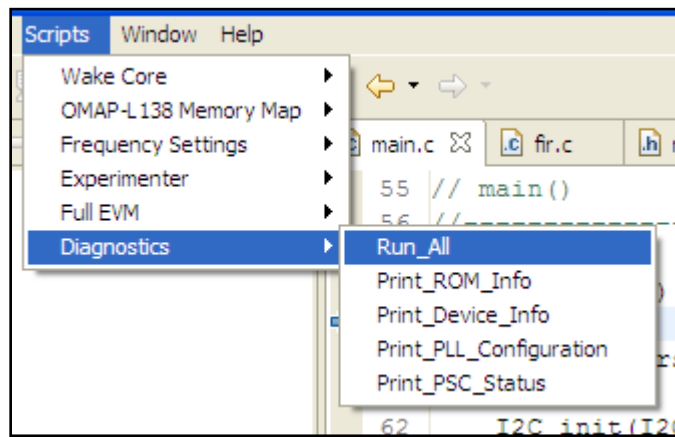 Scripts Window Help
Wake Core
OMAP-L138 Memory Map
Frequency Settings
Experimenter
Full EVM
Diagnostics
Run_All
Print_ROM_Info
Print_Device_Info
Print_PLL_Configuration
Print_PSC_Status
main.c .c fir.c .h
55 // main()
56 //---------------
)
62 I2C_init(I2